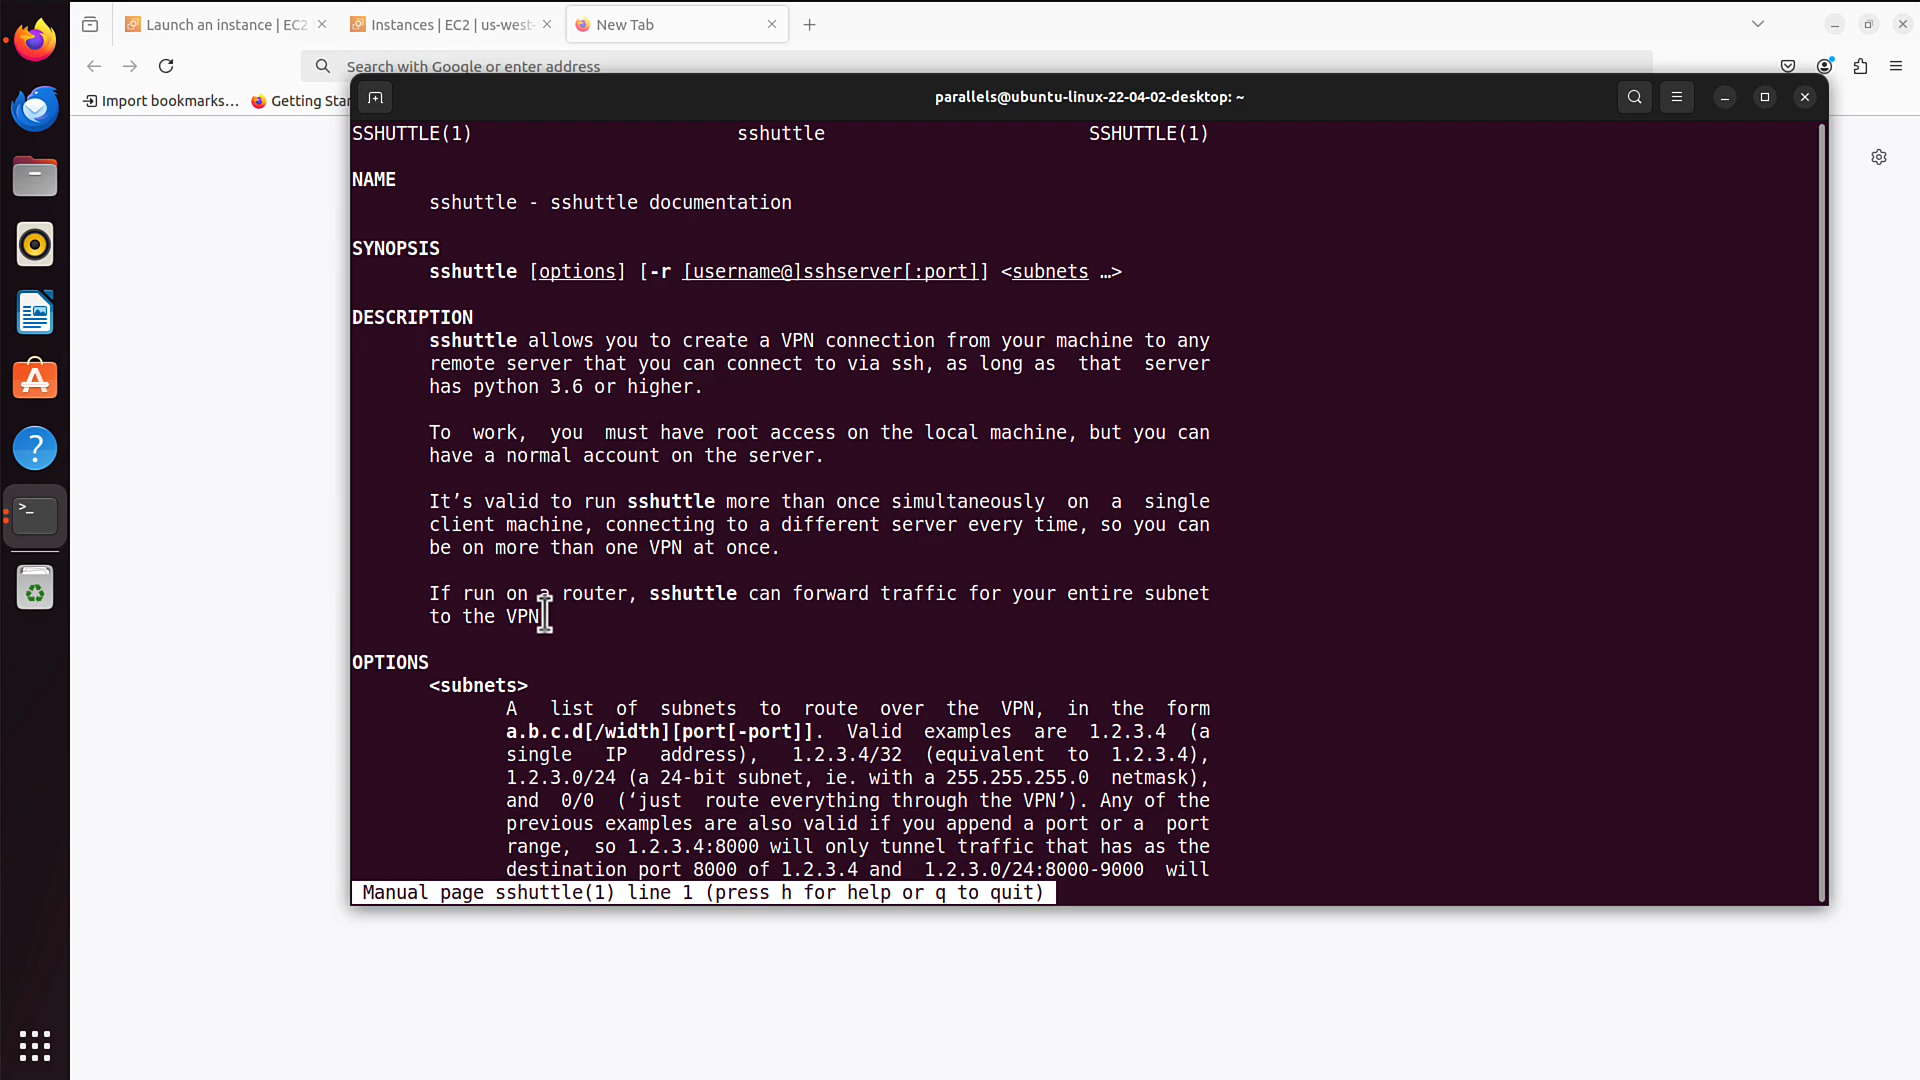 Launch an instance | EC2
Instances | EC2 | us-west-
New Tab
Search with Google or enter address
Import bookmarks...
Getting Star
parallels@ubuntu-linux-22-04-02-desktop: ~
SSHUTTLE(1) sshuttle SSHUTTLE(1)
NAME
sshuttle - sshuttle documentation
SYNOPSIS
sshuttle [options] [-r [username@]sshserver[:port]] <subnets …>
DESCRIPTION
sshuttle allows you to create a VPN connection from your machine to any
remote server that you can connect to via ssh, as long as that server
has python 3.6 or higher.
To work, you must have root access on the local machine, but you can
have a normal account on the server.
It’s valid to run sshuttle more than once simultaneously on a single
client machine, connecting to a different server every time, so you can
be on more than one VPN at once.
If run on a router, sshuttle can forward traffic for your entire subnet
to the VPN
OPTIONS
<subnets>
A list of subnets to route over the VPN, in the form
a.b.c.d[/width][port[-port]]. Valid examples are 1.2.3.4 (a
single IP address), 1.2.3.4/32 (equivalent to 1.2.3.4),
1.2.3.0/24 (a 24-bit subnet, ie. with a 255.255.255.0 netmask),
and 0/0 (‘just route everything through the VPN’). Any of the
previous examples are also valid if you append a port or a port
range, so 1.2.3.4:8000 will only tunnel traffic that has as the
destination port 8000 of 1.2.3.4 and 1.2.3.0/24:8000-9000 will
Manual page sshuttle(1) line 1 (press h for help or q to quit)